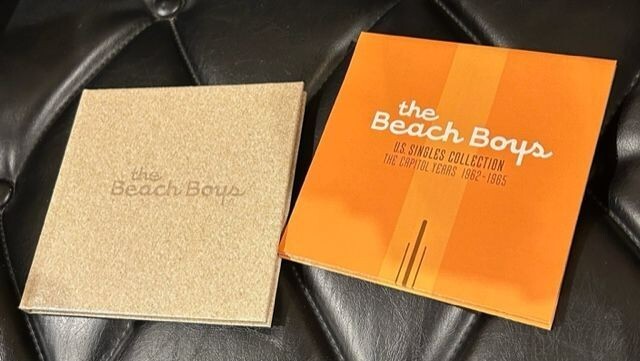 the
Beach Boys
the
Beach Boys
U.S. SINGLES COLLECTION
THE CAPITOL YEARS 1962-1965